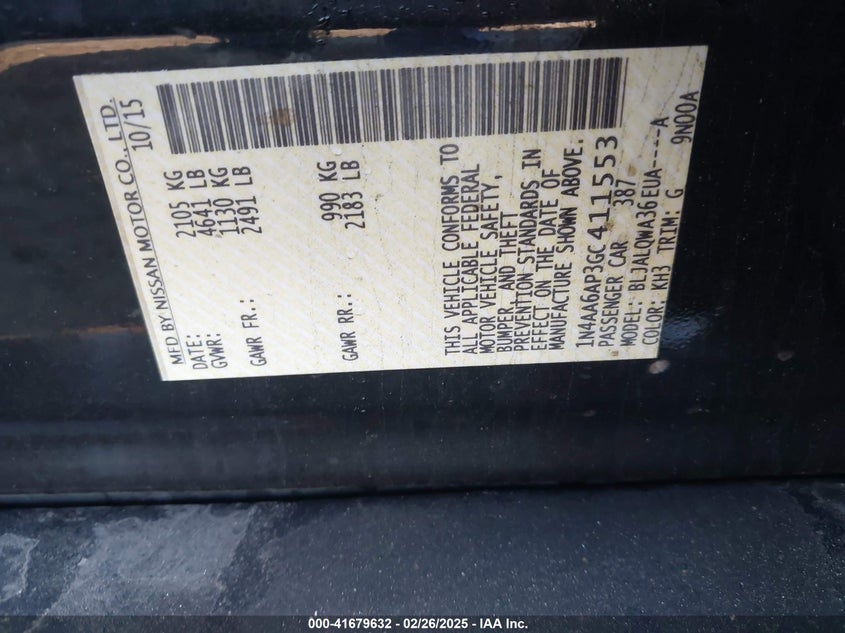 MFD BY NISSAN MOTOR CO., LTD.
DATE: 10/15
GVWR: 2105 KG
4641 LB
GAWR FR.: 1130 KG
2491 LB
GAWR RR.: 990 KG
2183 LB
THIS VEHICLE CONFORMS TO
ALL APPLICABLE FEDERAL
MOTOR VEHICLE SAFETY,
BUMPER, AND THEFT
PREVENTION STANDARDS IN
EFFECT ON THE DATE OF
MANUFACTURE SHOWN ABOVE.
1N4AA6AP3GC411553
PASSENGER CAR 387
MODEL: BLJALQWA36EUA-----A
COLOR: KH3 TRIM: G 9N00A
000-41679632 - 02/26/2025 - IAA Inc.